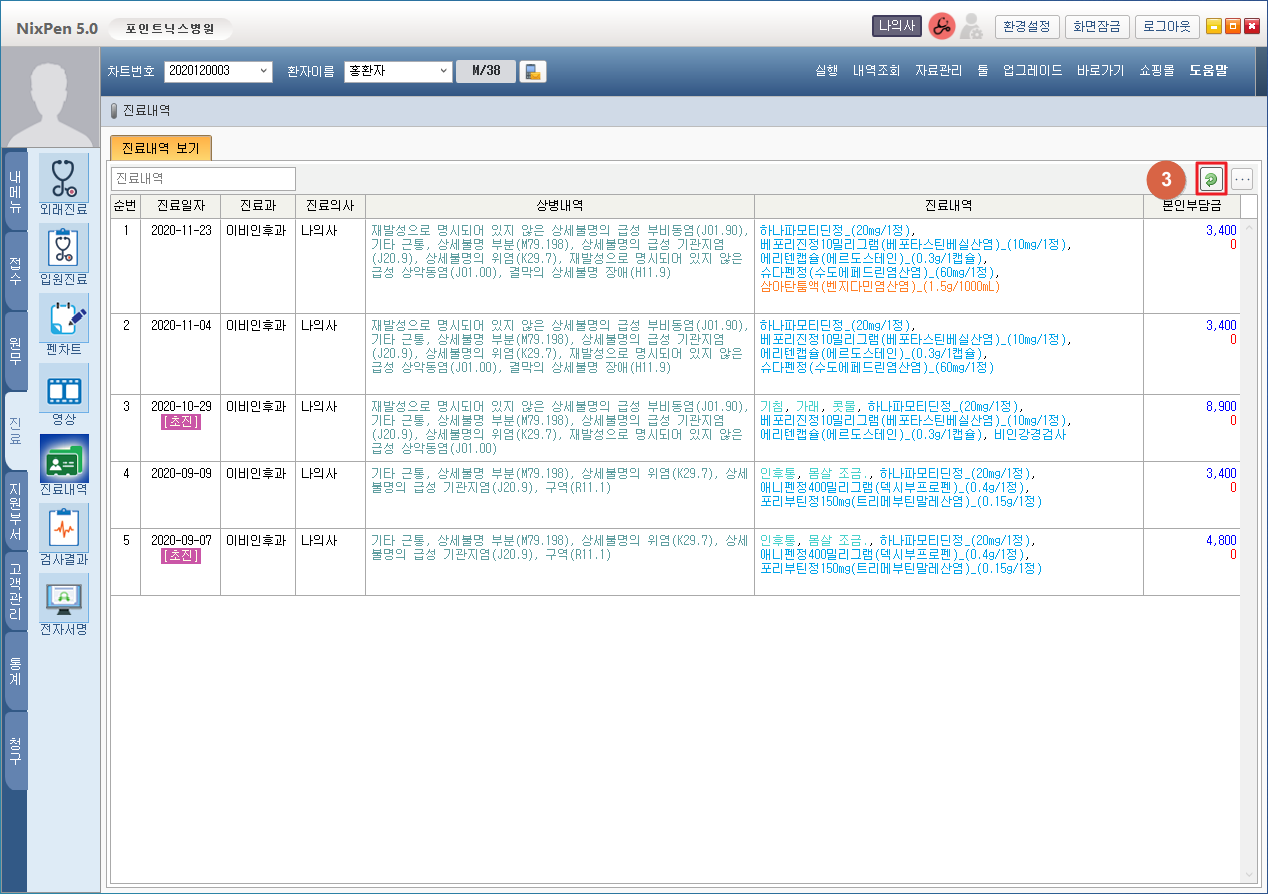 NixPen 5.0
포인트닉스병원
나의사
환경설정
화면잠금
로그아웃
차트번호
2020120003
환자이름
홍환자
M/38
실행
내역조회
자료관리
툴
업그레이드
바로가기
쇼핑몰
도움말
진료내역
진료내역 보기
진료내역
3
...
내메뉴
접수
원무
진료
지원부서
고객관리
통계
청구
외래진료
입원진료
펜차트
영상
진료내역
검사결과
전자서명
순번 진료일자 진료과 진료의사 상병내역 진료내역 본인부담금
1 2020-11-23 이비인후과 나의사
재발성으로 명시되어 있지 않은 상세불명의 급성 부비동염(J01.90),
기타 근통, 상세불명 부분(M79.198), 상세불명의 급성 기관지염
(J20.9), 상세불명의 위염(K29.7), 재발성으로 명시되어 있지 않은
급성 상악동염(J01.00), 결막의 상세불명 장애(H11.9)
하나파모티딘정_(20mg/1정),
베포리진정10밀리그램(베포타스틴베실산염)_(10mg/1정),
에리텐캡슐(에르도스테인)_(0.3g/1캡슐),
슈다펜정(수도에페드린염산염)_(60mg/1정),
삼아탄툼액(벤지다민염산염)_(1.5g/1000mL)
3,400
0
2 2020-11-04 이비인후과 나의사
재발성으로 명시되어 있지 않은 상세불명의 급성 부비동염(J01.90),
기타 근통, 상세불명 부분(M79.198), 상세불명의 급성 기관지염
(J20.9), 상세불명의 위염(K29.7), 재발성으로 명시되어 있지 않은
급성 상악동염(J01.00), 결막의 상세불명 장애(H11.9)
하나파모티딘정_(20mg/1정),
베포리진정10밀리그램(베포타스틴베실산염)_(10mg/1정),
에리텐캡슐(에르도스테인)_(0.3g/1캡슐),
슈다펜정(수도에페드린염산염)_(60mg/1정)
3,400
0
3 2020-10-29 이비인후과 나의사
[초진]
재발성으로 명시되어 있지 않은 상세불명의 급성 부비동염(J01.90),
기타 근통, 상세불명 부분(M79.198), 상세불명의 급성 기관지염
(J20.9), 상세불명의 위염(K29.7), 재발성으로 명시되어 있지 않은
급성 상악동염(J01.00)
기침, 가래, 콧물, 하나파모티딘정_(20mg/1정),
베포리진정10밀리그램(베포타스틴베실산염)_(10mg/1정),
에리텐캡슐(에르도스테인)_(0.3g/1캡슐), 비인강경검사
8,900
0
4 2020-09-09 이비인후과 나의사
기타 근통, 상세불명 부분(M79.198), 상세불명의 위염(K29.7), 상세
불명의 급성 기관지염(J20.9), 구역(R11.1)
인후통, 몸살 조금., 하나파모티딘정_(20mg/1정),
애니펜정400밀리그램(덱시부프로펜)_(0.4g/1정),
포리부틴정150mg(트리메부틴말레산염)_(0.15g/1정)
3,400
0
5 2020-09-07 이비인후과 나의사
[초진]
기타 근통, 상세불명 부분(M79.198), 상세불명의 위염(K29.7), 상세
불명의 급성 기관지염(J20.9), 구역(R11.1)
인후통, 몸살 조금., 하나파모티딘정_(20mg/1정),
애니펜정400밀리그램(덱시부프로펜)_(0.4g/1정),
포리부틴정150mg(트리메부틴말레산염)_(0.15g/1정)
4,800
0